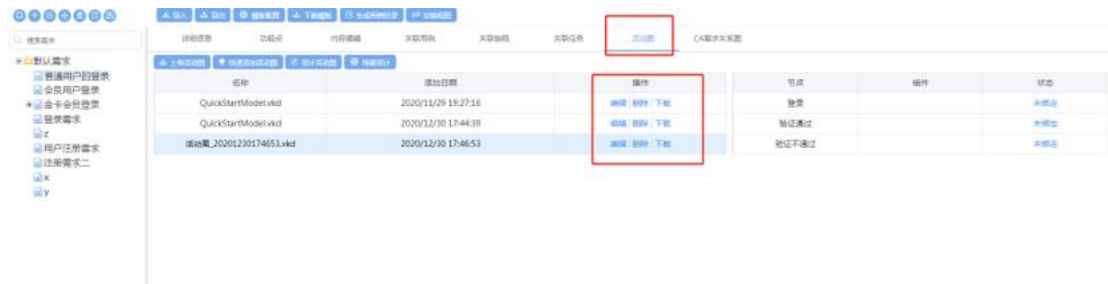 导入 导出 模板配置 下载模板 生成用例目录 切换视图
搜索需求
详细信息 功能点 内容编辑 关联用例 关联缺陷 关联任务 活动图 CA需求关系图
默认需求
普通用户的登录
会员用户登录
金卡会员登录
登录需求
z
用户注册需求
注册需求二
x
y
上传活动图 快速添加活动图 设计活动图 场景设计
名称 添加日期 操作
QuickStartModel.vkd 2020/11/29 19:27:16 编辑 删除 下载
QuickStartModel.vkd 2020/12/30 17:44:39 编辑 删除 下载
活动图_20201230174653.vkd 2020/12/30 17:46:53 编辑 删除 下载
节点 组件 状态
登录 未绑定
验证通过 未绑定
验证不通过 未绑定